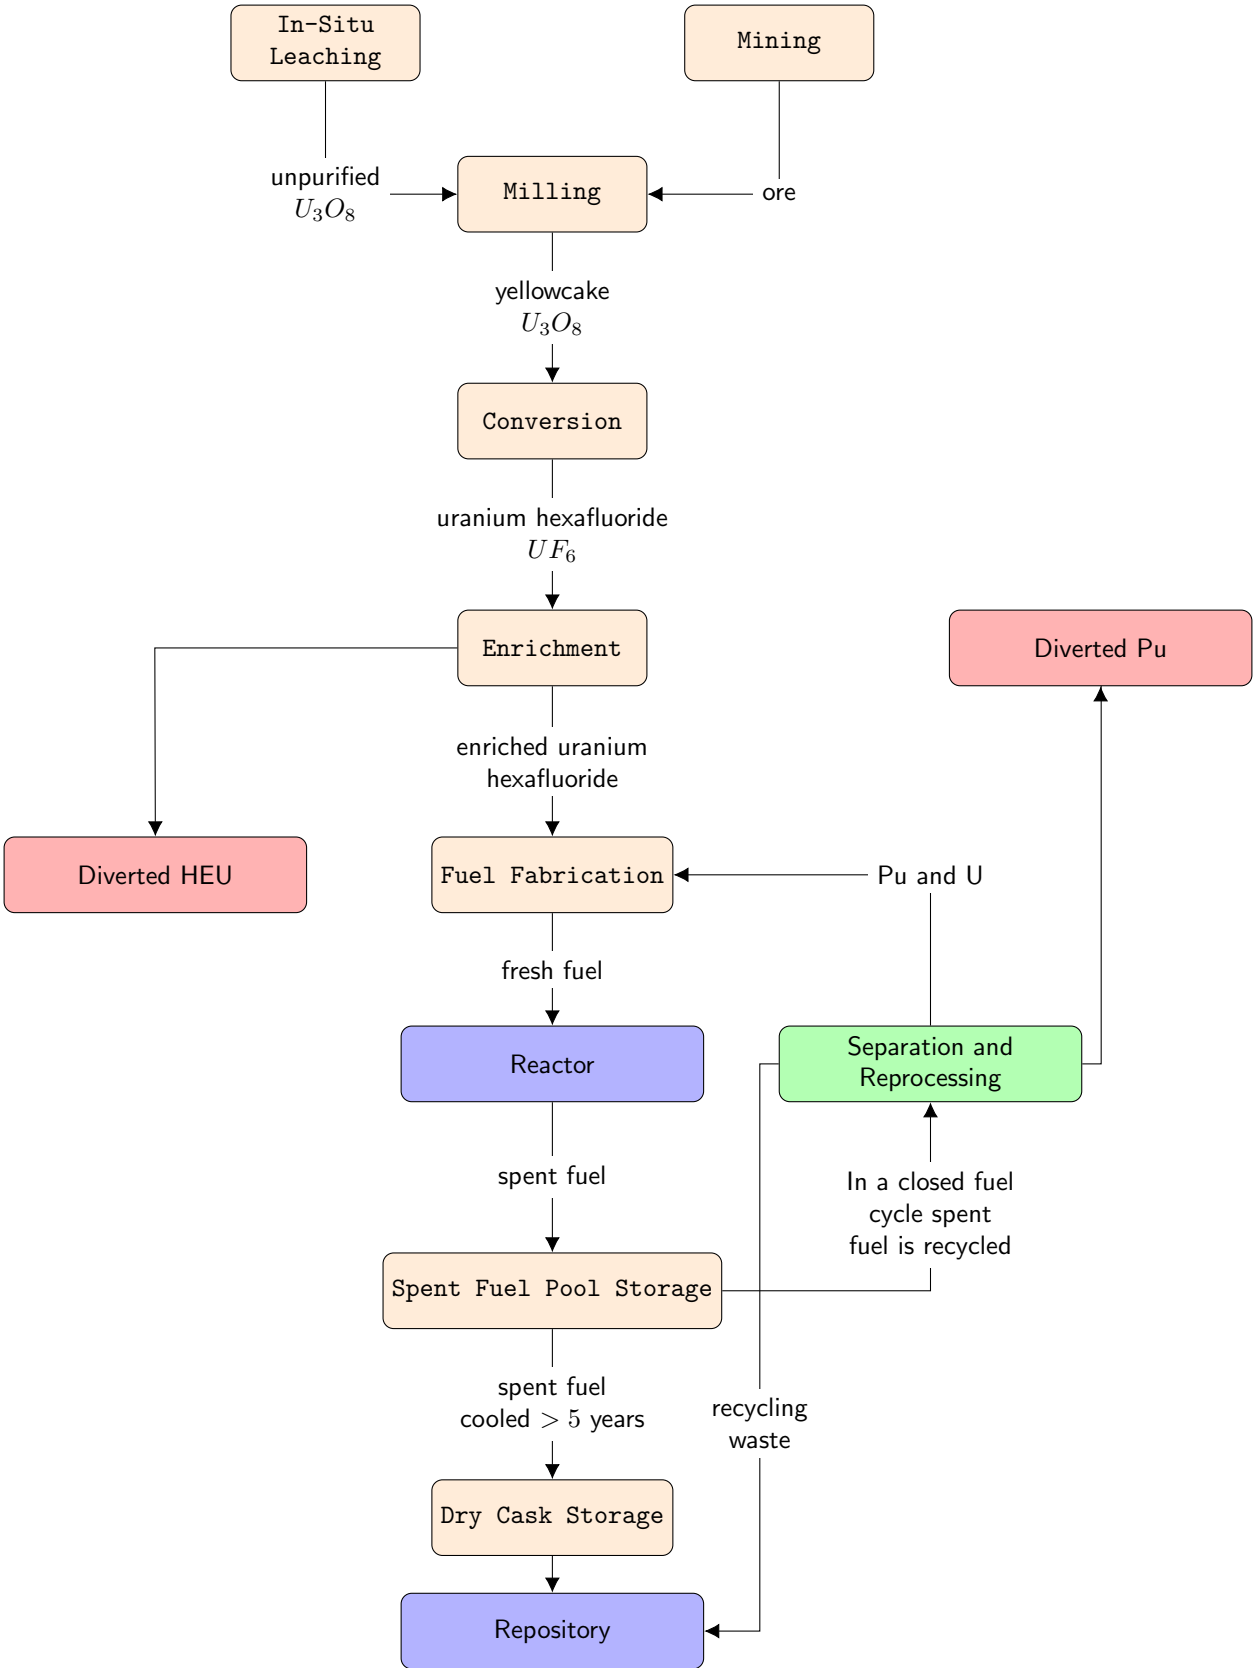 In-Situ
Leaching
Mining
unpurified
U₃O₈
Milling
ore
yellowcake
U₃O₈
Conversion
uranium hexafluoride
UF₆
Enrichment
Diverted Pu
enriched uranium
hexafluoride
Diverted HEU
Fuel Fabrication
Pu and U
fresh fuel
Reactor
Separation and
Reprocessing
spent fuel
In a closed fuel
cycle spent
fuel is recycled
Spent Fuel Pool Storage
spent fuel
cooled > 5 years
recycling
waste
Dry Cask Storage
Repository